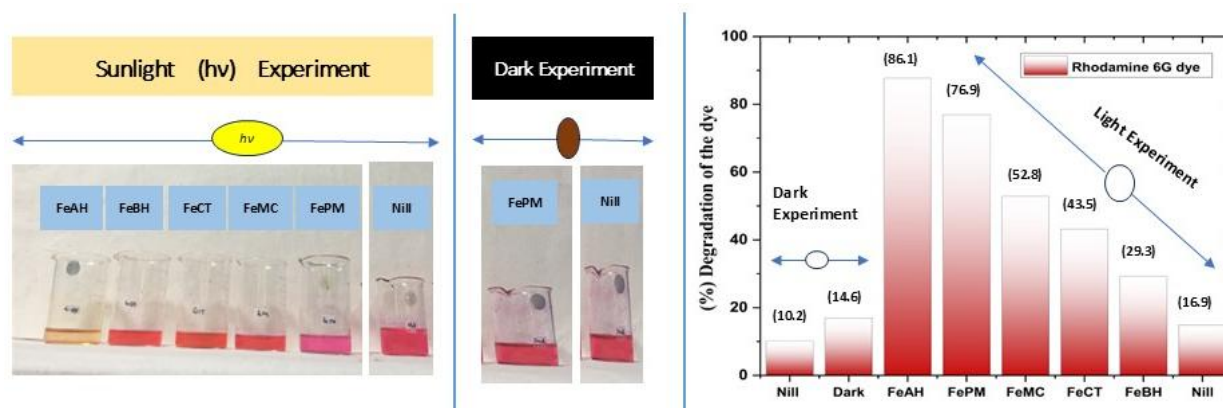 Sunlight (hν) Experiment
hν
FeAH
FeBH
FeCT
FeMC
FePM
Nill
Dark Experiment
FePM
Nill
(%) Degradation of the dye
100
80
60
40
20
0
Rhodamine 6G dye
Dark
Experiment
Light Experiment
(10.2)
(14.6)
(86.1)
(76.9)
(52.8)
(43.5)
(29.3)
(16.9)
Nill
Dark
FeAH
FePM
FeMC
FeCT
FeBH
Nill